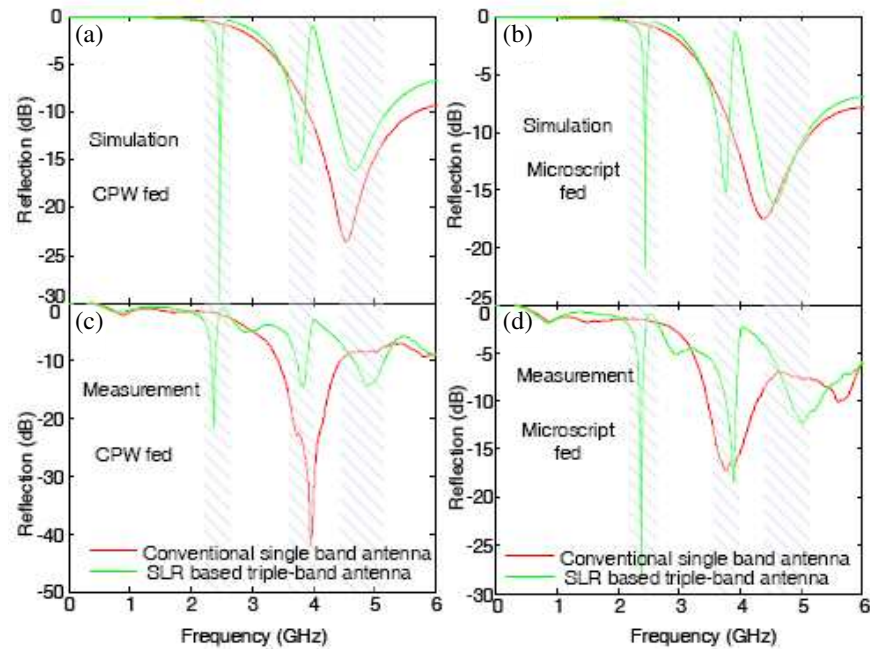 0
-5
-10
-15
-20
-25
-30
Reflection (dB)
(a)
Simulation
CPW fed
0
-5
-10
-15
-20
-25
Reflection (dB)
(b)
Simulation
Microscript
fed
0
-10
-20
-30
-40
-50
Reflection (dB)
(c)
Measurement
CPW fed
Conventional single band antenna
SLR based triple-band antenna
0 1 2 3 4 5 6
Frequency (GHz)
0
-5
-10
-15
-20
-25
-30
Reflection (dB)
(d)
Measurement
Microscript
fed
Conventional single band antenna
SLR based triple-band antenna
0 1 2 3 4 5 6
Frequency (GHz)